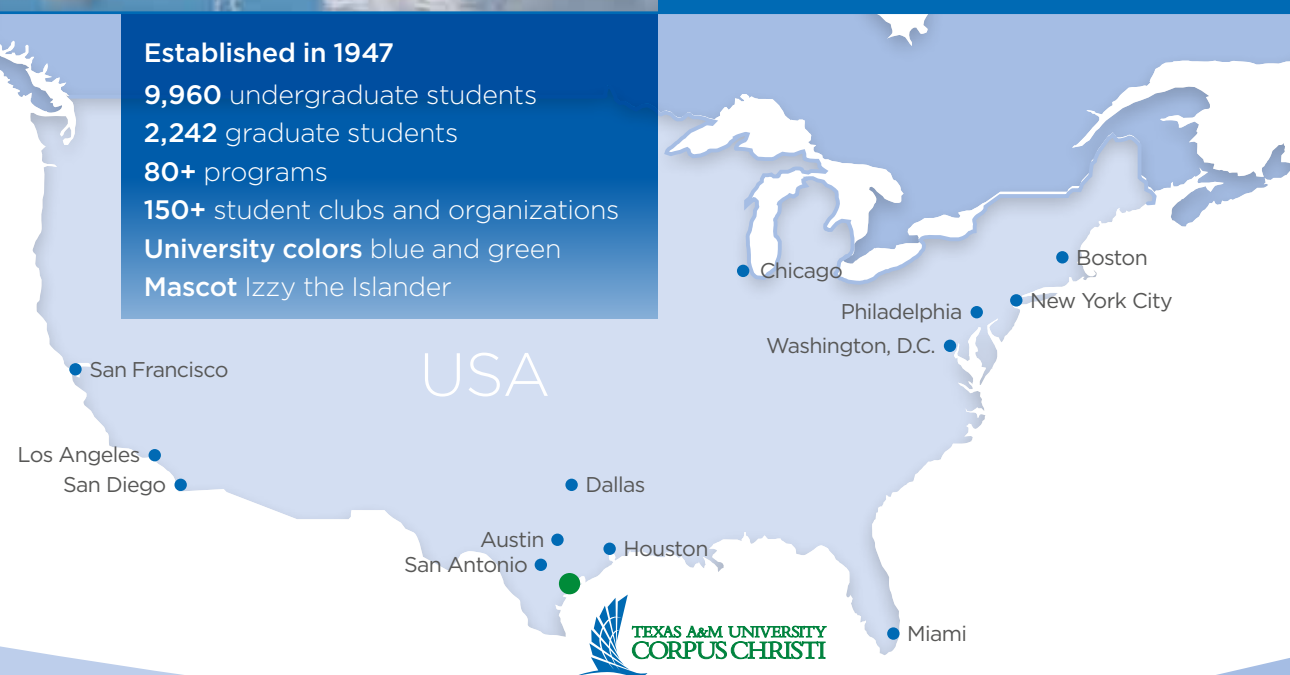 Established in 1947
9,960 undergraduate students
2,242 graduate students
80+ programs
150+ student clubs and organizations
University colors blue and green
Mascot Izzy the Islander
Chicago
Boston
New York City
Philadelphia
Washington, D.C.
San Francisco
USA
Los Angeles
San Diego
Dallas
Austin
Houston
San Antonio
TEXAS A&M UNIVERSITY
CORPUS CHRISTI
Miami